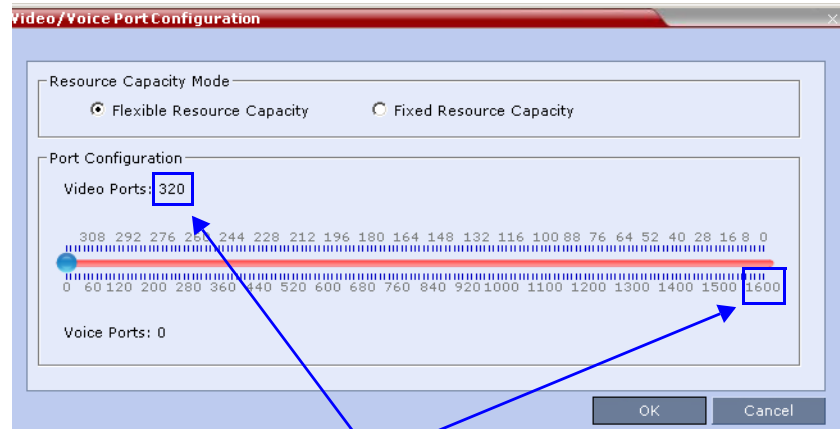 Video/Voice Port Configuration
Resource Capacity Mode
Flexible Resource Capacity Fixed Resource Capacity
Port Configuration
Video Ports: 320
308 292 276 260 244 228 212 196 180 164 148 132 116 100 88 76 64 52 40 28 16 8 0
0 60 120 200 280 360 440 520 600 680 760 840 920 1000 1100 1200 1300 1400 1500 1600
Voice Ports: 0
OK Cancel